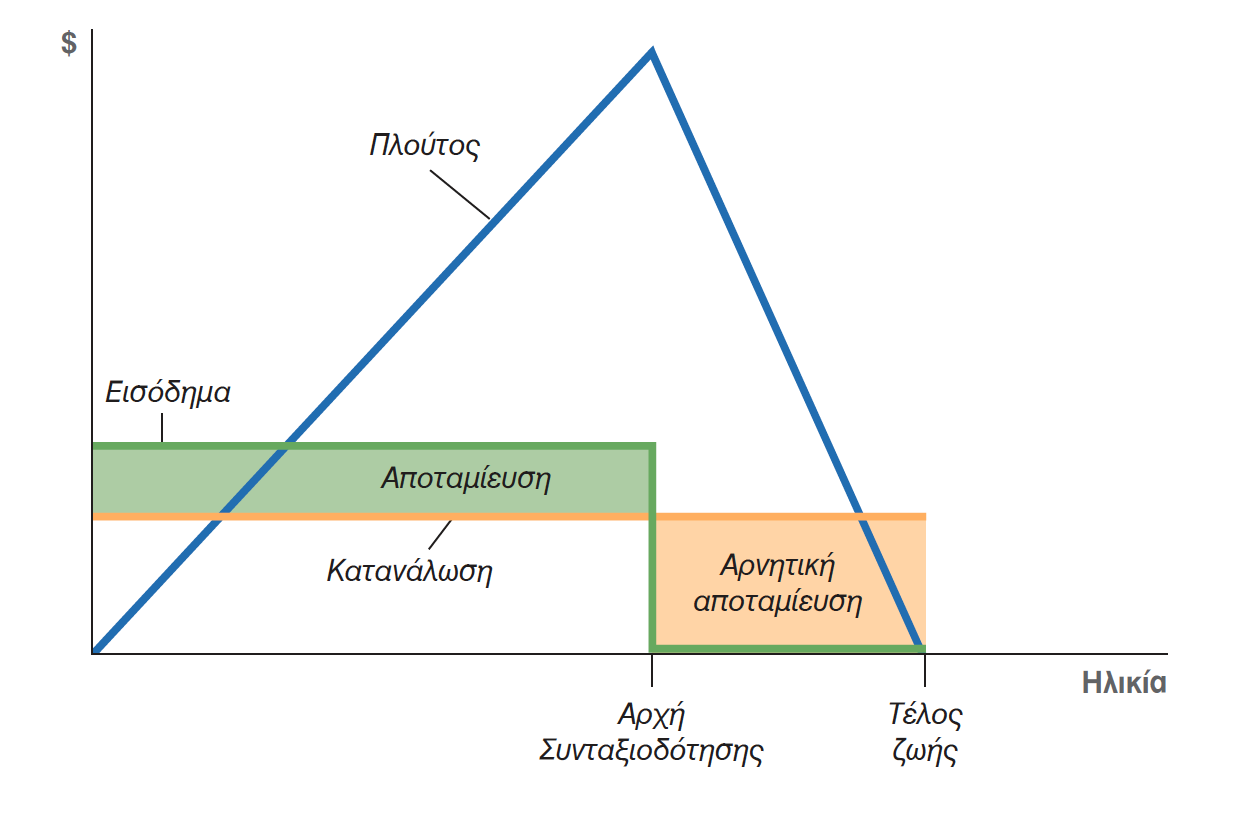 $
Πλούτος
Εισόδημα
Αποταμίευση
Κατανάλωση
Αρνητική
αποταμίευση
Ηλικία
Αρχή
Συνταξιοδότησης
Τέλος
ζωής